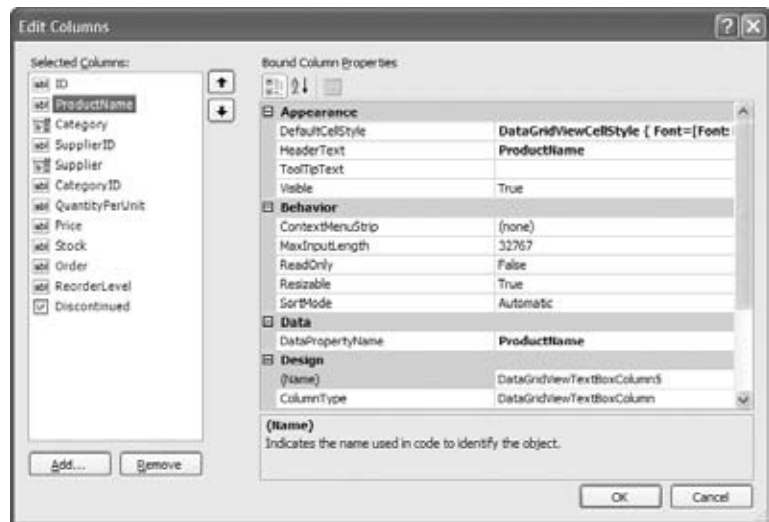 Edit Columns
Selected Columns:
ID
ProductName
Category
SupplierID
Supplier
CategoryID
QuantityPerUnit
Price
Stock
Order
ReorderLevel
Discontinued
Add...
Remove
Bound Column Properties
Appearance
DefaultCellStyle DataGridViewCellStyle { Font=[Font:
HeaderText ProductName
ToolTipText
Visible True
Behavior
ContextMenuStrip (none)
MaxInputLength 32767
ReadOnly False
Resizable True
SortMode Automatic
Data
DataPropertyName ProductName
Design
(Name) DataGridViewTextBoxColumn5
ColumnType DataGridViewTextBoxColumn
(Name)
Indicates the name used in code to identify the object.
OK Cancel